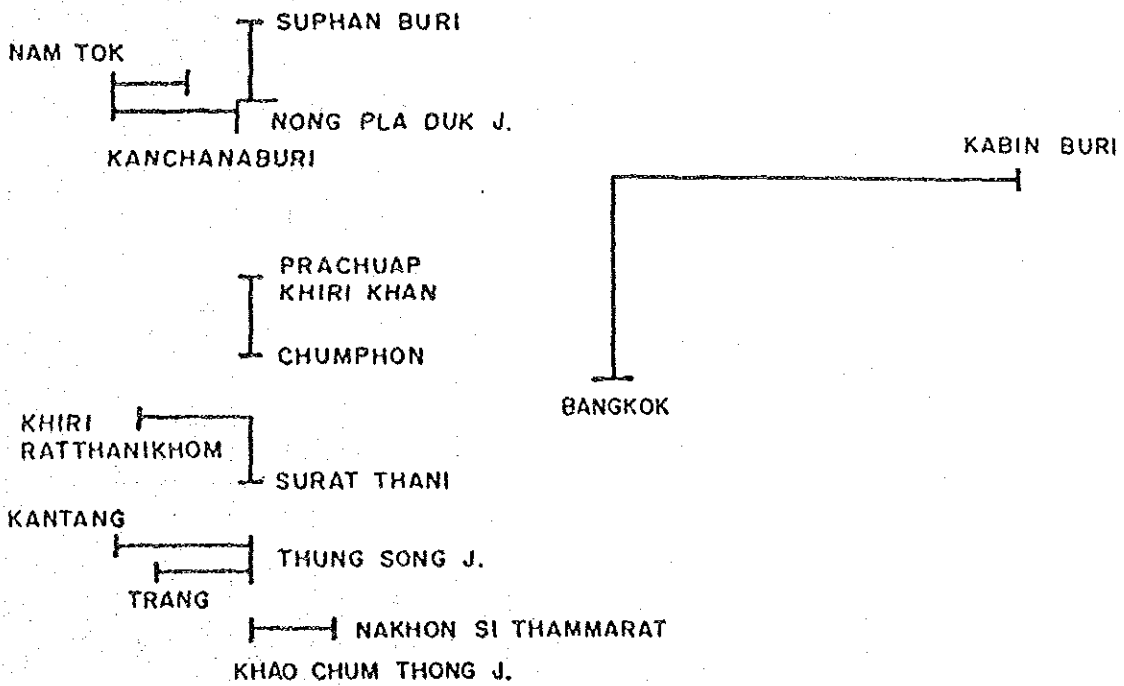 SUPHAN BURI
NAM TOK
NONG PLA DUK J.
KANCHANABURI
KABIN BURI
PRACHUAP
KHIRI KHAN
CHUMPHON
BANGKOK
KHIRI
RATTHANIKHOM
SURAT THANI
KANTANG
THUNG SONG J.
TRANG
NAKHON SI THAMMARAT
KHAO CHUM THONG J.